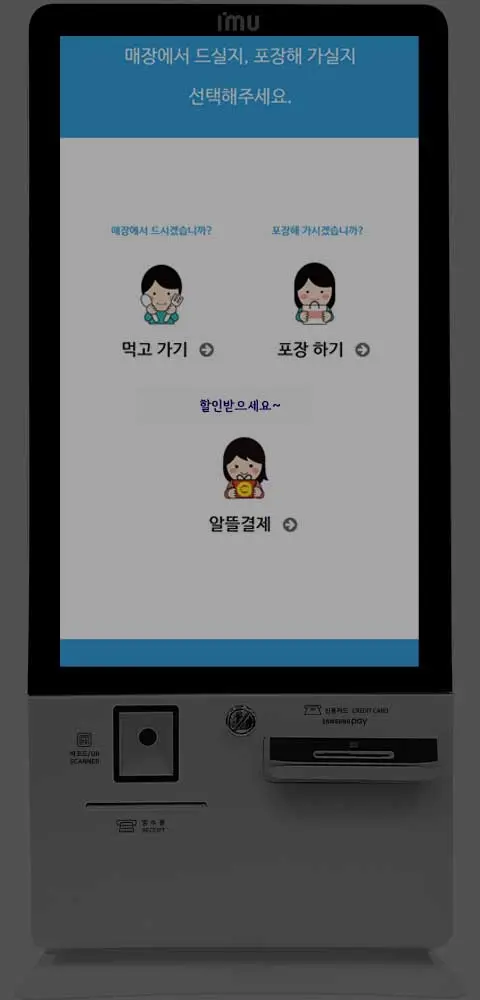 imu
매장에서 드실지, 포장해 가실지
선택해주세요.
매장에서 드시겠습니까?
포장해 가시겠습니까?
먹고 가기
포장 하기
할인받으세요~
알뜰결제
신용카드 CREDIT CARD
SAMSUNG pay
바코드/QR
SCANNER
영 수 증
RECEIPT